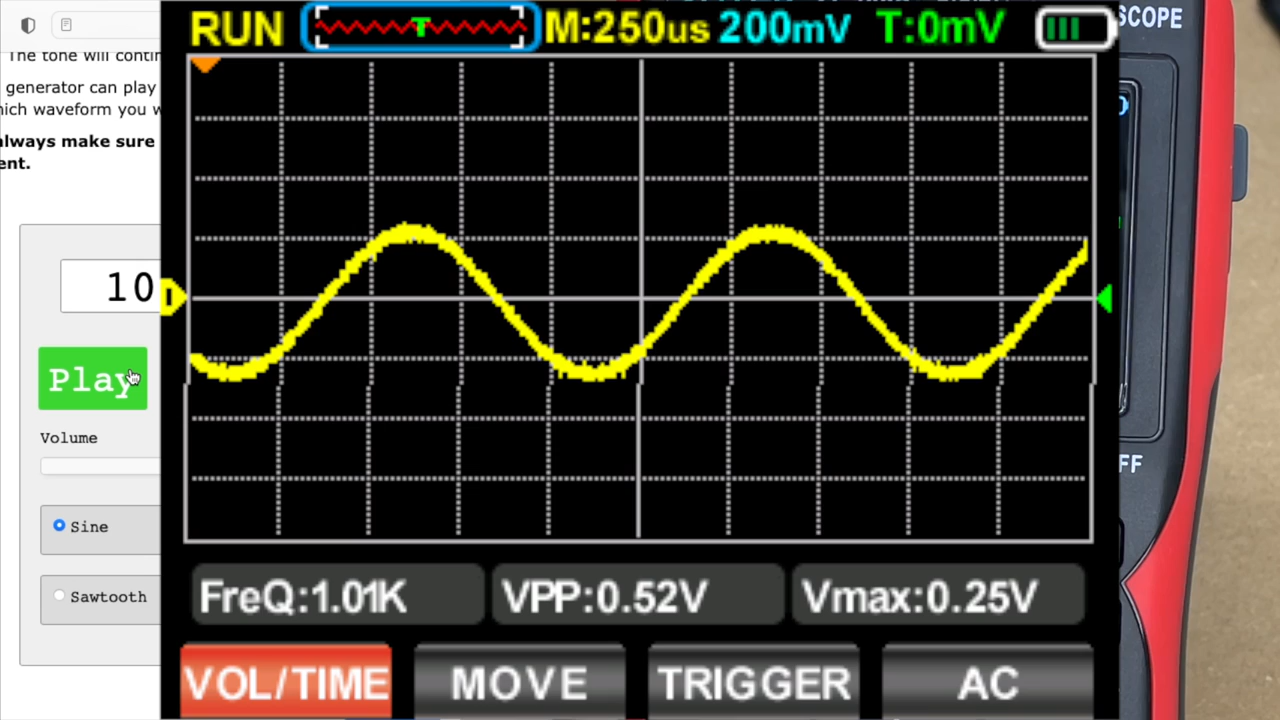 RUN T M:250us 200mV T:0mV
SCOPE
The tone will contin
generator can play
hich waveform you w
always make sure
ent.
10
Play
Volume
Sine
Sawtooth
FF
FreQ:1.01K VPP:0.52V Vmax:0.25V
VOL/TIME MOVE TRIGGER AC